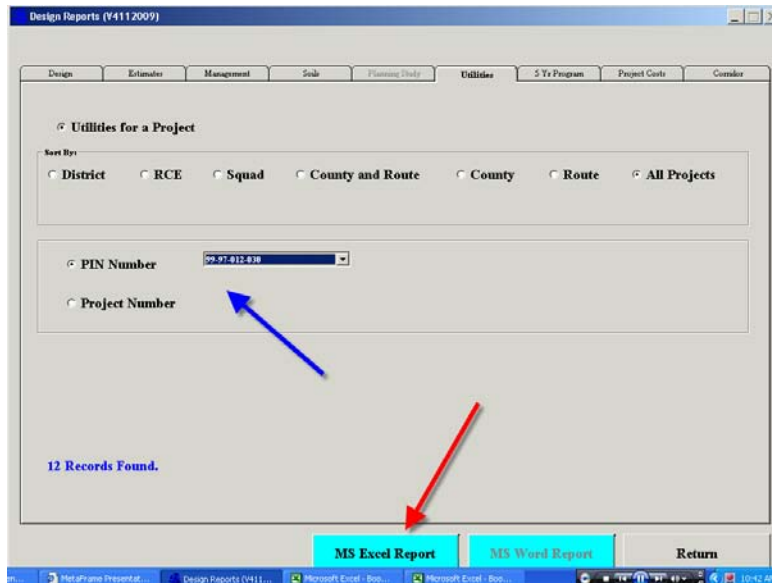 Design Reports (V4112009)
Design Estimates Management Soils Planning Study Utilities 5 Yr Program Project Costs Corridor
Utilities for a Project
Sort By:
District RCE Squad County and Route County Route All Projects
PIN Number 99-97-012-030
Project Number
12 Records Found.
MS Excel Report MS Word Report Return
MetaFrame Presentat... Design Reports (V411... Microsoft Excel - Boo... Microsoft Excel - Boo...